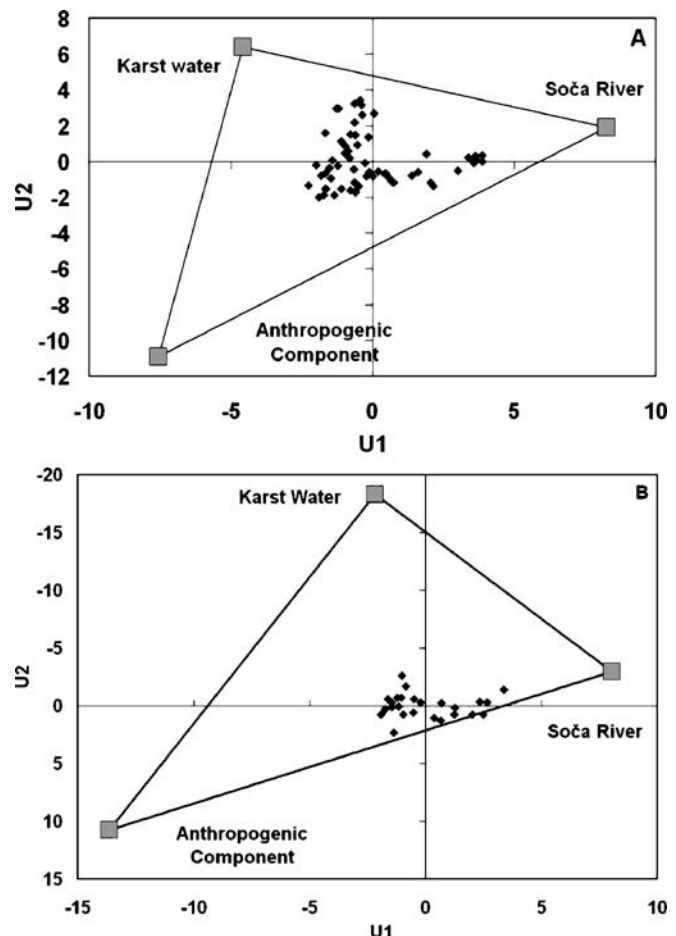 8
A
6
Karst water
4
Soča River
2
0
U2
-2
-4
-6
-8
Anthropogenic
Component
-10
-12
-10
-5
0
5
10
U1
-20
B
Karst Water
-15
-10
-5
U2
0
Soča River
5
10
Anthropogenic
Component
15
-15
-10
-5
0
5
10
U1